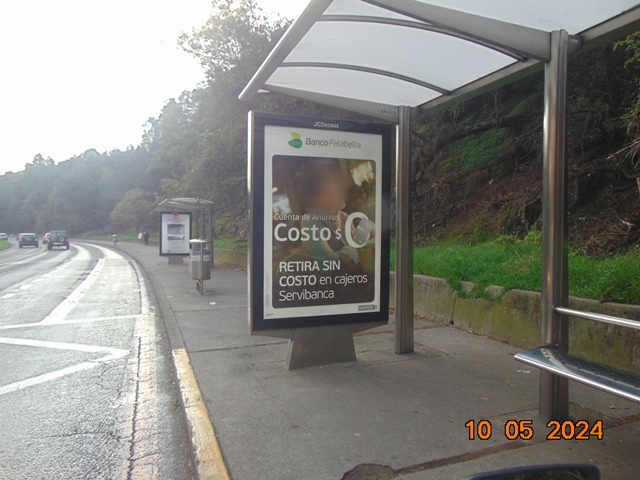 JCDecaux
Banco Falabella
Cuenta de Ahorros
Costo $0
RETIRA SIN
COSTO en cajeros
Servibanca
10 05 2024